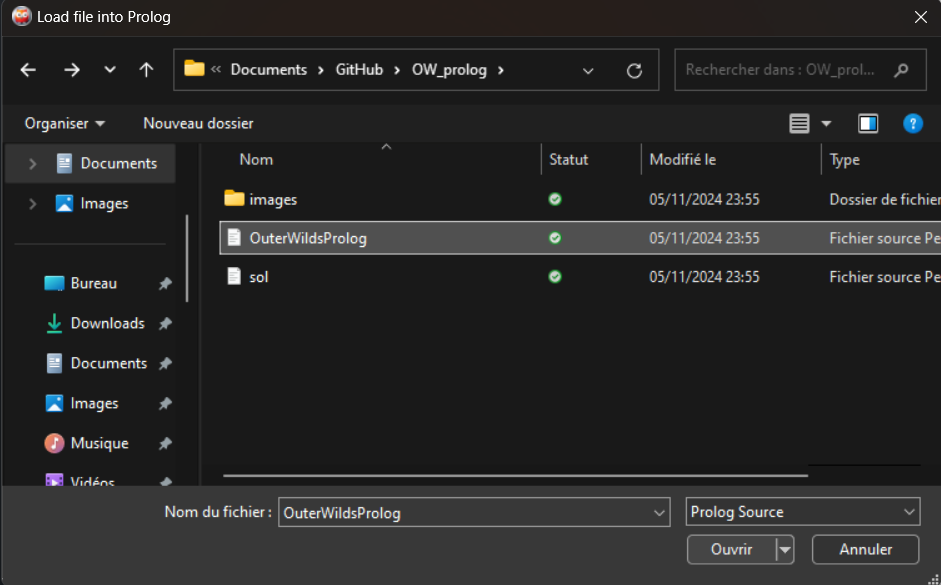 Load file into Prolog
« Documents › GitHub › OW_prolog ›
Rechercher dans : OW_prol...
Organiser
Nouveau dossier
Nom Statut Modifié le Type
Documents
Images
Bureau
Downloads
Documents
Images
Musique
Vidéos
images 05/11/2024 23:55 Dossier de fichier
OuterWildsProlog 05/11/2024 23:55 Fichier source Pe
sol 05/11/2024 23:55 Fichier source Pe
Nom du fichier : OuterWildsProlog
Prolog Source
Ouvrir
Annuler